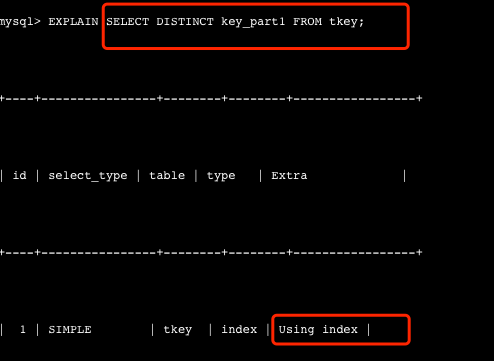 mysql> EXPLAIN SELECT DISTINCT key_part1 FROM tkey;
+----+---------------+--------+--------+-----------------+
| id | select_type | table | type | Extra |
+----+---------------+--------+--------+-----------------+
| 1 | SIMPLE | tkey | index | Using index |